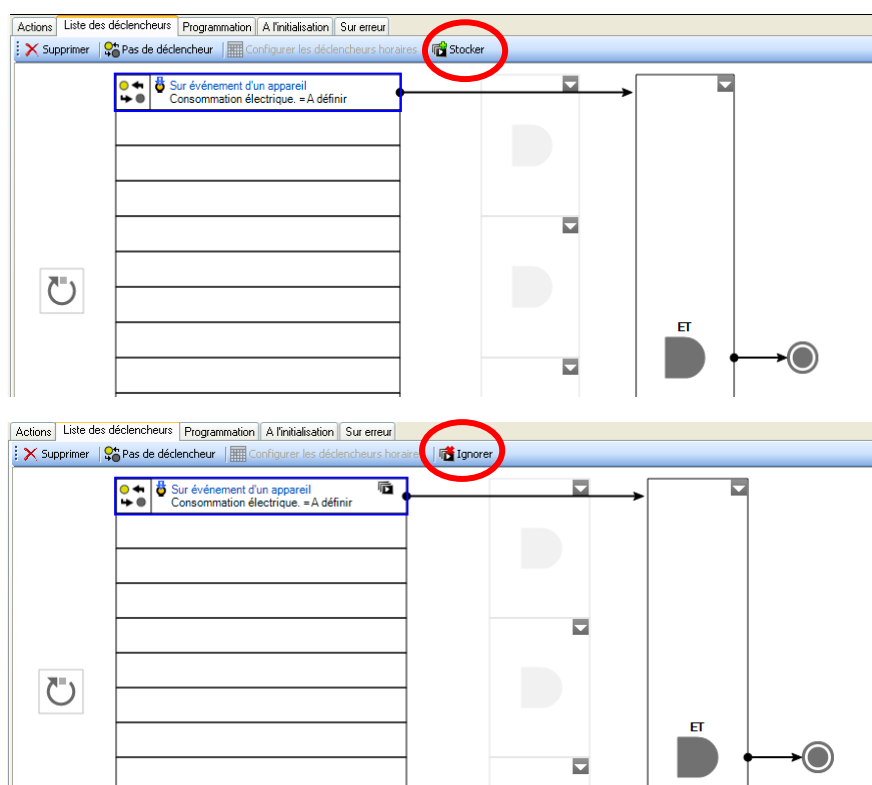 Actions Liste des déclencheurs Programmation A l'initialisation Sur erreur
Supprimer Pas de déclencheur Configurer les déclencheurs horaires Stocker
Sur événement d'un appareil
Consommation électrique. =A définir
ET
Actions Liste des déclencheurs Programmation A l'initialisation Sur erreur
Supprimer Pas de déclencheur Configurer les déclencheurs horaires Ignorer
Sur événement d'un appareil
Consommation électrique. =A définir
ET